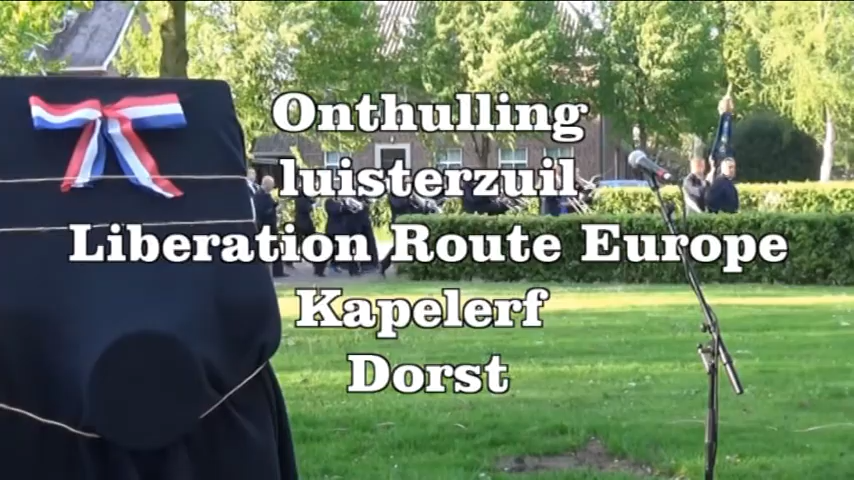 Onthulling
luisterzuil
Liberation Route Europe
Kapelerf
Dorst